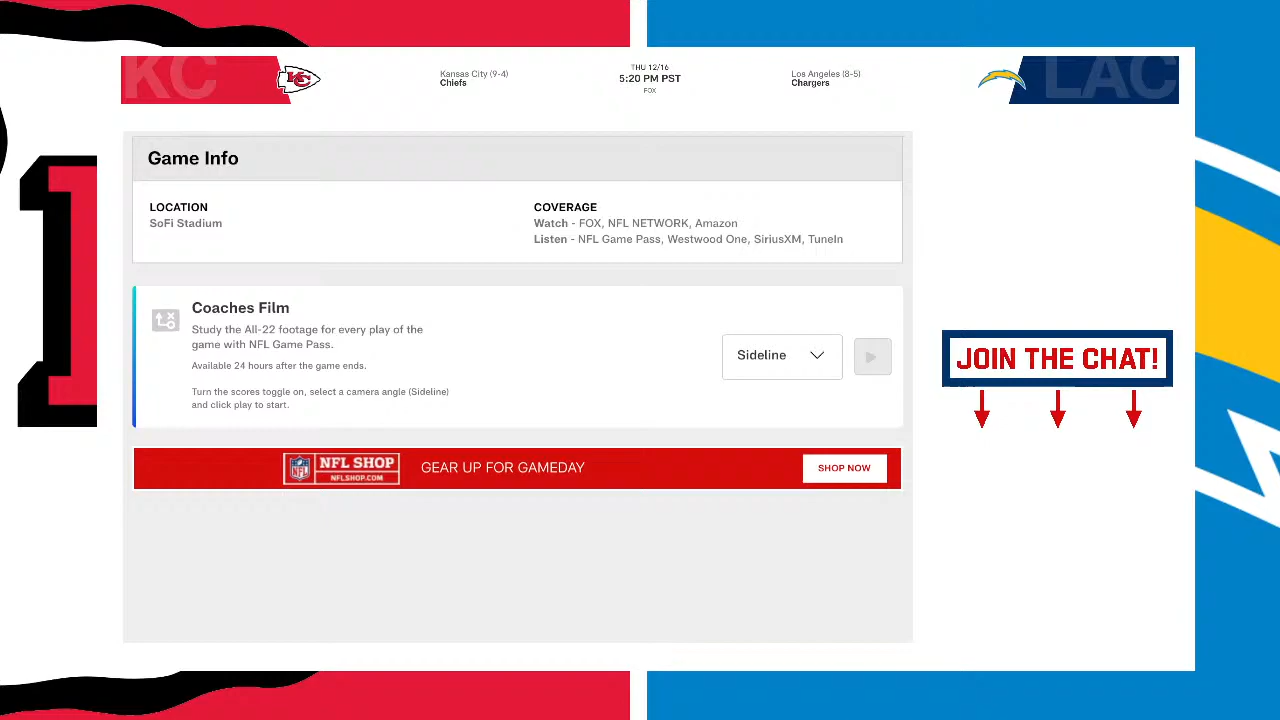 KC
KC
Kansas City (9-4)
Chiefs
THU 12/16
5:20 PM PST
FOX
Los Angeles (8-5)
Chargers
LAC
Game Info
LOCATION
SoFi Stadium
COVERAGE
Watch - FOX, NFL NETWORK, Amazon
Listen - NFL Game Pass, Westwood One, SiriusXM, TuneIn
Coaches Film
Study the All-22 footage for every play of the
game with NFL Game Pass.
Available 24 hours after the game ends.
Turn the scores toggle on, select a camera angle (Sideline)
and click play to start.
Sideline
JOIN THE CHAT!
NFL
NFL SHOP
NFLSHOP.COM
GEAR UP FOR GAMEDAY
SHOP NOW